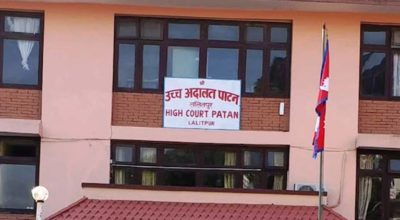 श्री
उच्च अदालत पाटन
ललितपुर
HIGH COURT PATAN
LALITPUR